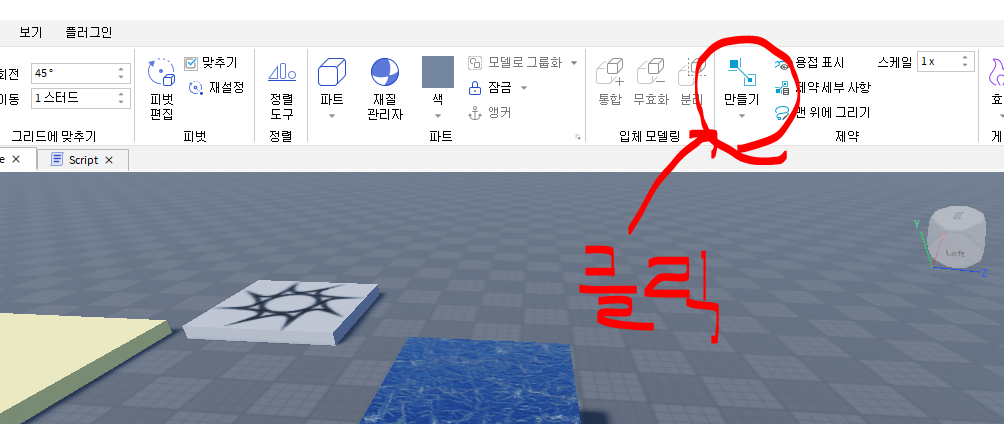 보기 플러그인
회전 45° 맞추기 모델로 그룹화 용접 표시 스케일 1 x
재설정 잠금 제약 세부 사항
이동 1 스터드 피벗 편집 정렬 도구 파트 재질 관리자 색 앵커 통합 무효화 분리 만들기 맨 위에 그리기 효
그리드에 맞추기 피벗 정렬 파트 입체 모델링 제약 게
e × Script ×
Y
Left
Z
클릭